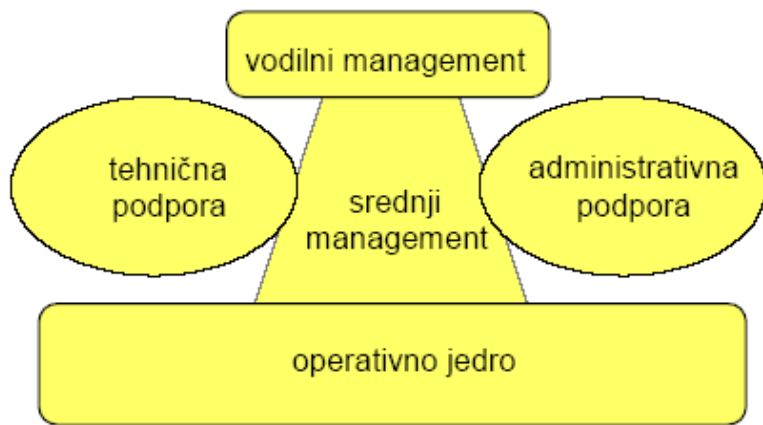 vodilni management
tehnična
podpora
srednji
management
administrativna
podpora
operativno jedro